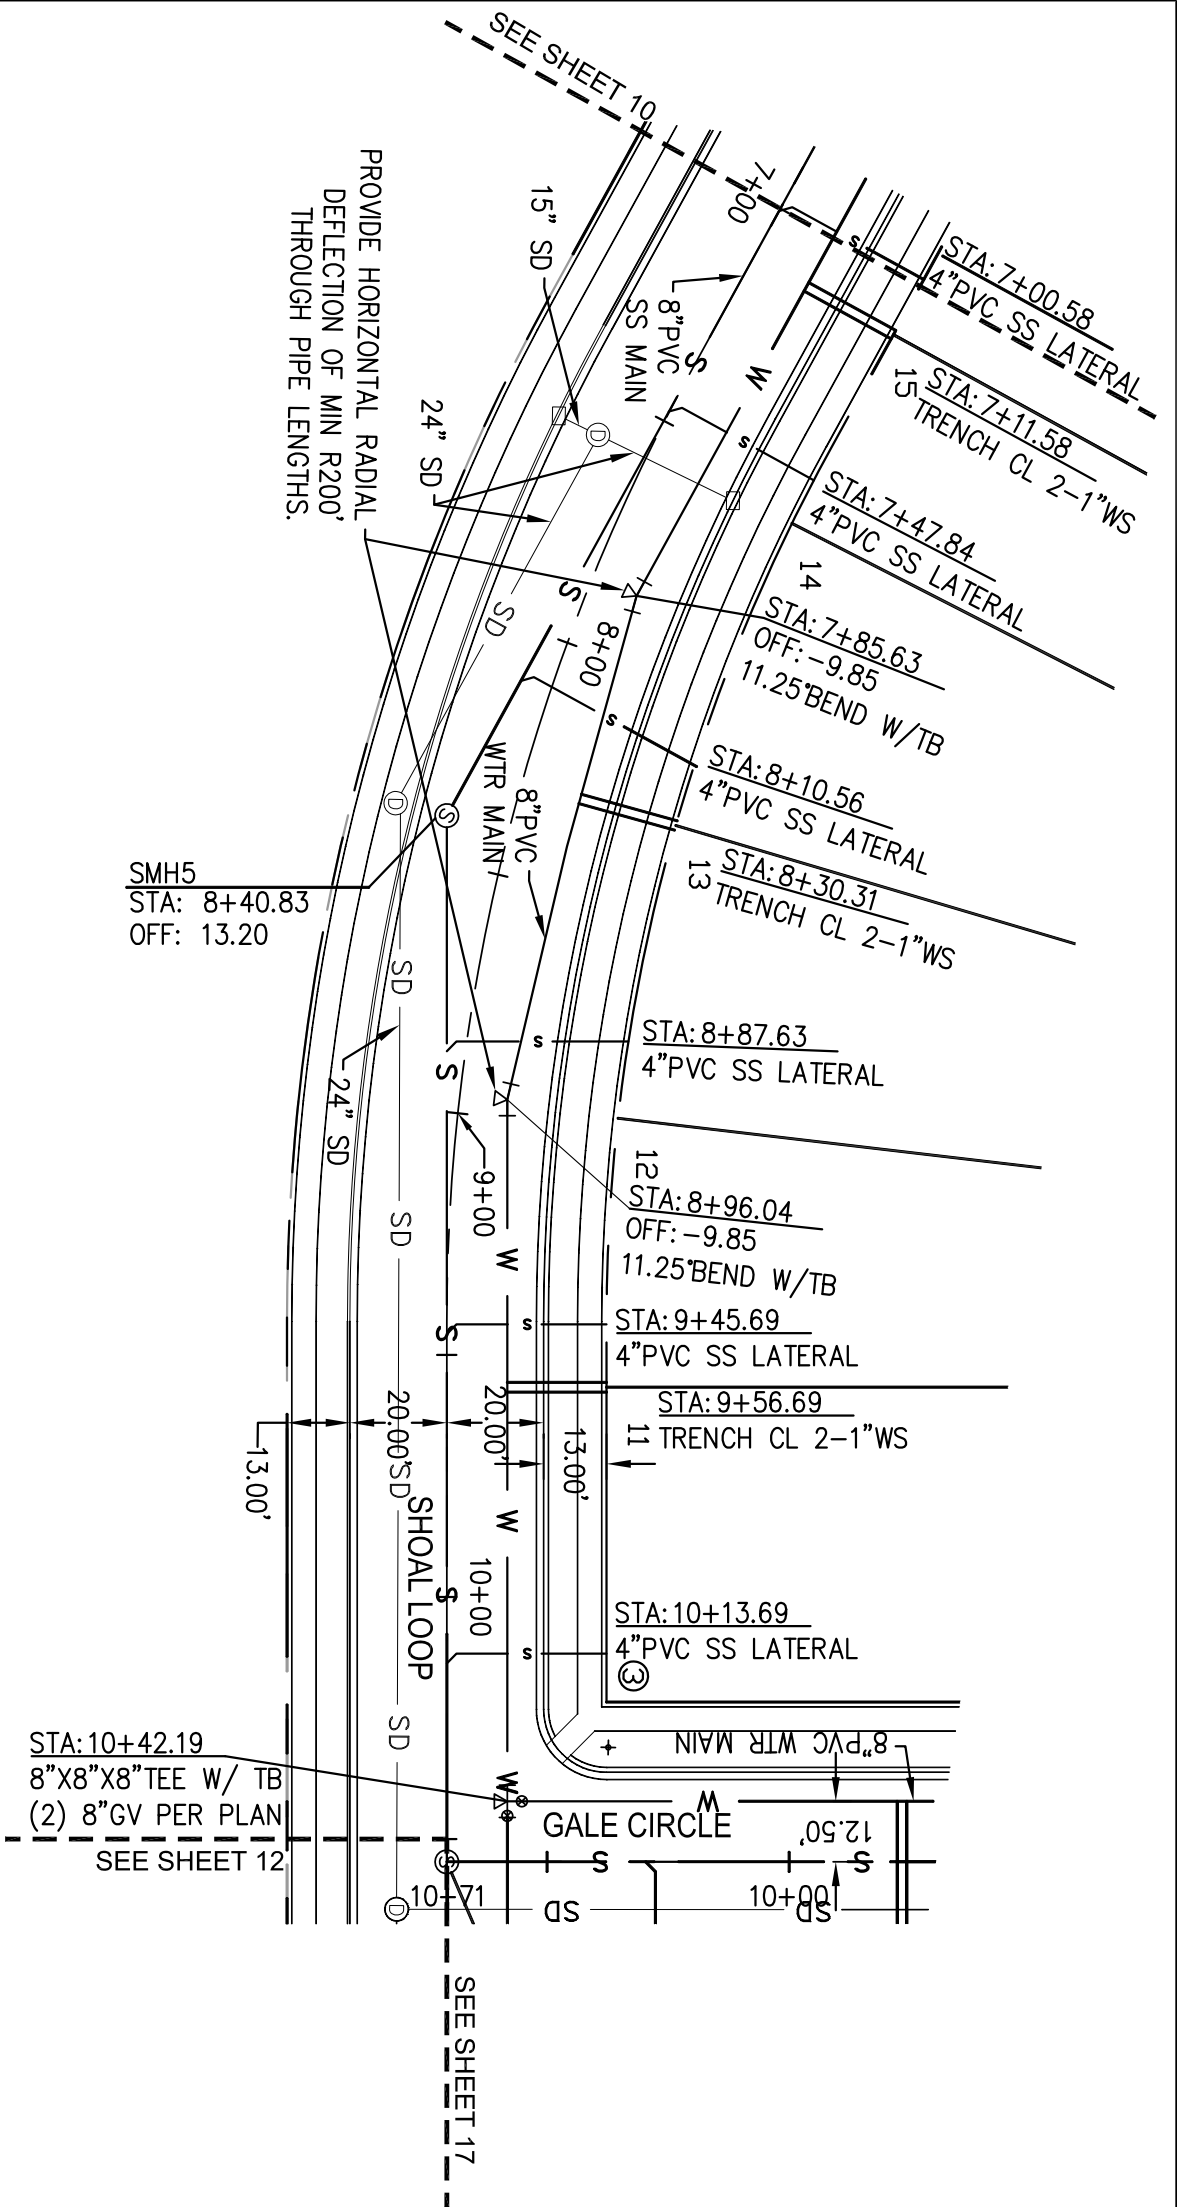 SEE SHEET 10
7+00
STA: 7+00.58
4"PVC SS LATERAL
15
STA: 7+11.58
TRENCH CL 2-1"WS
PROVIDE HORIZONTAL RADIAL
DEFLECTION OF MIN R200'
THROUGH PIPE LENGTHS.
15" SD
8"PVC
SS MAIN
S
W
s
24" SD
D
s
STA: 7+47.84
4"PVC SS LATERAL
14
STA: 7+85.63
OFF: -9.85
11.25°BEND W/TB
S
SD
8+00
s
STA: 8+10.56
4"PVC SS LATERAL
8"PVC
WTR MAIN
D
S
13
STA: 8+30.31
TRENCH CL 2-1"WS
SMH5
STA: 8+40.83
OFF: 13.20
SD
24" SD
S
s
STA: 8+87.63
4"PVC SS LATERAL
9+00
12
STA: 8+96.04
OFF: -9.85
11.25°BEND W/TB
SD
W
S
s
STA: 9+45.69
4"PVC SS LATERAL
STA: 9+56.69
TRENCH CL 2-1"WS
11
13.00'
20.00'
SD
20.00'
13.00'
W
SHOAL LOOP
S
10+00
s
STA: 10+13.69
4"PVC SS LATERAL
3
SD
STA: 10+42.19
8"X8"X8"TEE W/ TB
(2) 8"GV PER PLAN
W
8"PVC WTR MAIN
W
GALE CIRCLE
12.50'
SEE SHEET 12
S
S
S
D
10+71
SD
10+00
SD
SEE SHEET 17